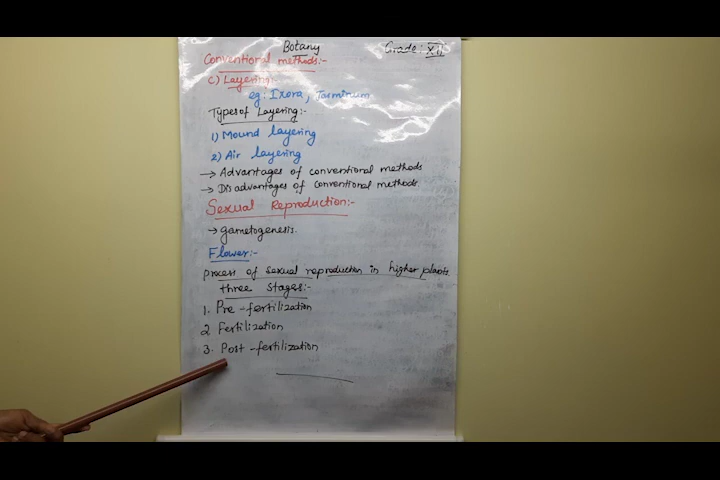 Botany Grade: XII
Conventional methods:-
c) Layering:-
eg: Ixora, Jasminum
Types of Layering:-
1) Mound layering
2) Air layering
→ Advantages of conventional methods
→ Disadvantages of conventional methods.
Sexual Reproduction:-
→ gametogenesis.
Flower:-
process of sexual reproduction in higher plants.
three stages:-
1. Pre-fertilization
2 Fertilization
3. Post-fertilization